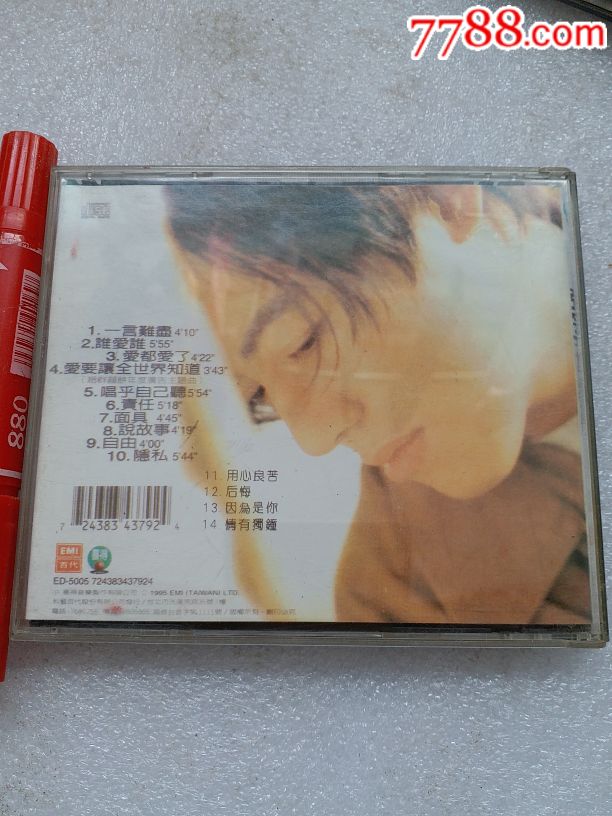 7788.com
1. 一言難盡 4'10"
2.誰愛誰 5'55"
3. 愛都愛了 4'22"
4.愛要讓全世界知道 3'43"
5. 唱乎自己聽 5'54"
6. 責任 5'18"
7. 面具 4'45"
8. 說故事 4'19"
9. 自由 4'00"
10. 隱私 5'44"
11. 用心良苦
12. 后悔
13. 因為是你
14 情有獨鐘
7 24383 43792 4
EMI
百代
ED-5005 724383437924
1995 EMI (TAIWAN) LTD.
880